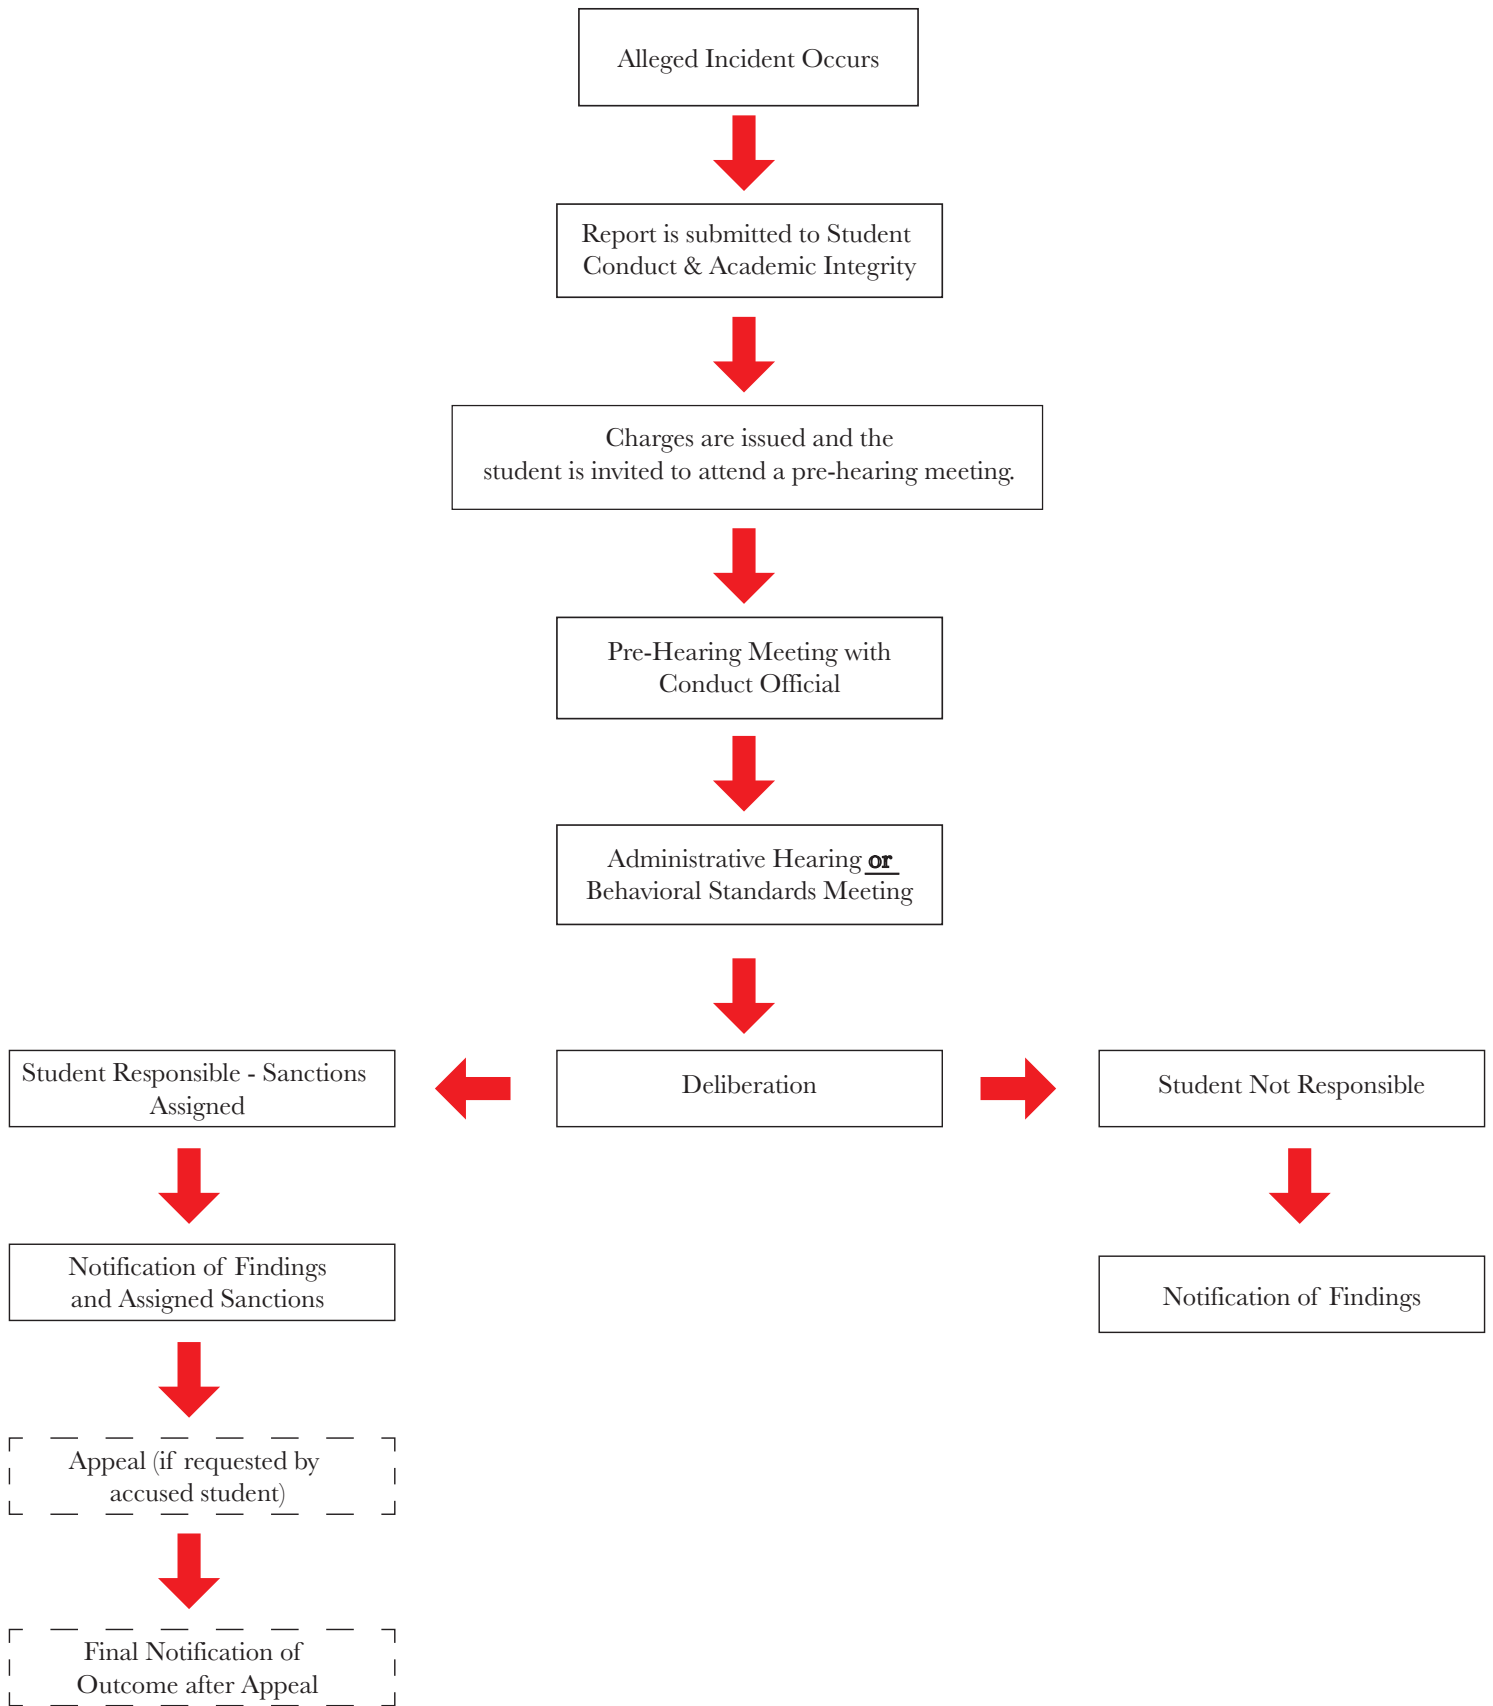 Alleged Incident Occurs
Report is submitted to Student
Conduct & Academic Integrity
Charges are issued and the
student is invited to attend a pre-hearing meeting.
Pre-Hearing Meeting with
Conduct Official
Administrative Hearing or
Behavioral Standards Meeting
Student Responsible - Sanctions
Assigned
Deliberation
Student Not Responsible
Notification of Findings
and Assigned Sanctions
Notification of Findings
Appeal (if requested by
accused student)
Final Notification of
Outcome after Appeal